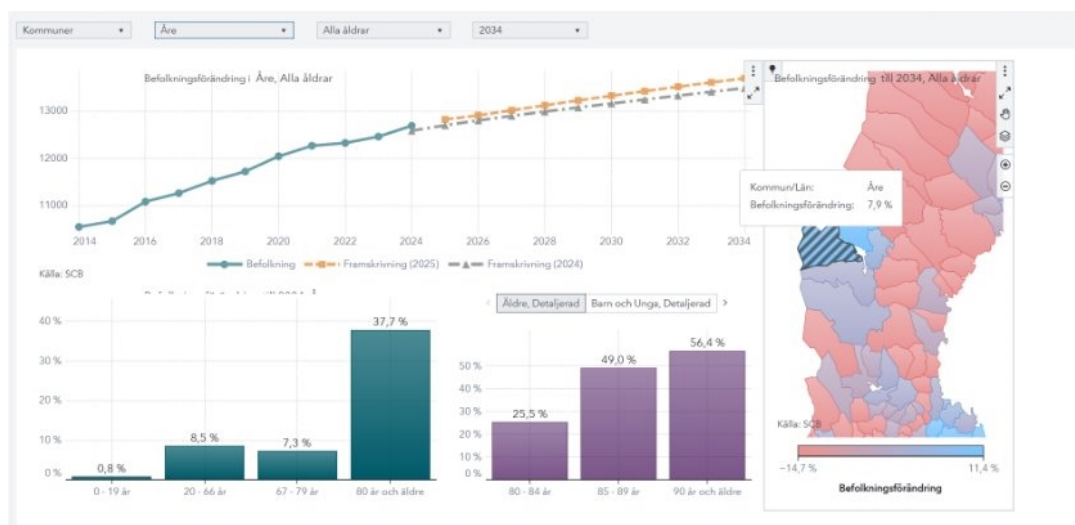 Kommuner
Åre
Alla åldrar
2034
Befolkningsförändring i Åre, Alla åldrar
13000
12000
11000
2014 2016 2018 2020 2022 2024 2026 2028 2030 2032 2034
Befolkning Framskrivning (2025) Framskrivning (2024)
Källa: SCB
40 %
30 %
20 %
10 %
0 %
0,8 %
8,5 %
7,3 %
37,7 %
0 - 19 år 20 - 66 år 67 - 79 år 80 år och äldre
Äldre, Detaljerad Barn och Unga, Detaljerad
50 %
40 %
30 %
20 %
10 %
0 %
25,5 %
49,0 %
56,4 %
80 - 84 år 85 - 89 år 90 år och äldre
Befolkningsförändring till 2034, Alla åldrar
Kommun/Län: Åre
Befolkningsförändring: 7,9 %
Källa: SCB
−14,7 % 11,4 %
Befolkningsförändring